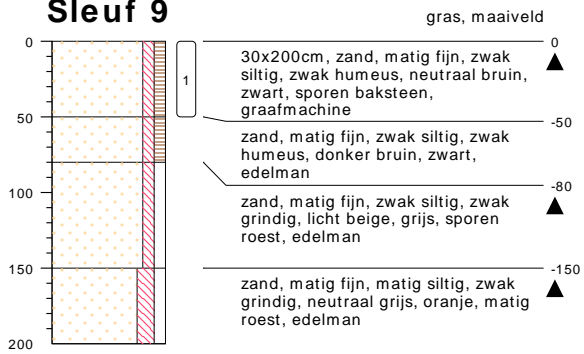 Sleuf 9
gras, maaiveld
0
0
30x200cm, zand, matig fijn, zwak
siltig, zwak humeus, neutraal bruin,
zwart, sporen baksteen,
graafmachine
1
50
-50
zand, matig fijn, zwak siltig, zwak
humeus, donker bruin, zwart,
edelman
-80
100
zand, matig fijn, zwak siltig, zwak
grindig, licht beige, grijs, sporen
roest, edelman
150
-150
zand, matig fijn, matig siltig, zwak
grindig, neutraal grijs, oranje, matig
roest, edelman
200